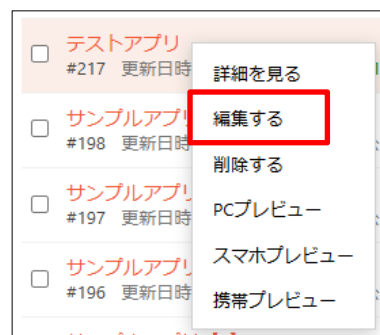 テストアプリ
#217 更新日時
詳細を見る
サンプルアプリ
#198 更新日時
編集する
削除する
サンプルアプリ
#197 更新日時
PCプレビュー
スマホプレビュー
サンプルアプリ
#196 更新日時
携帯プレビュー